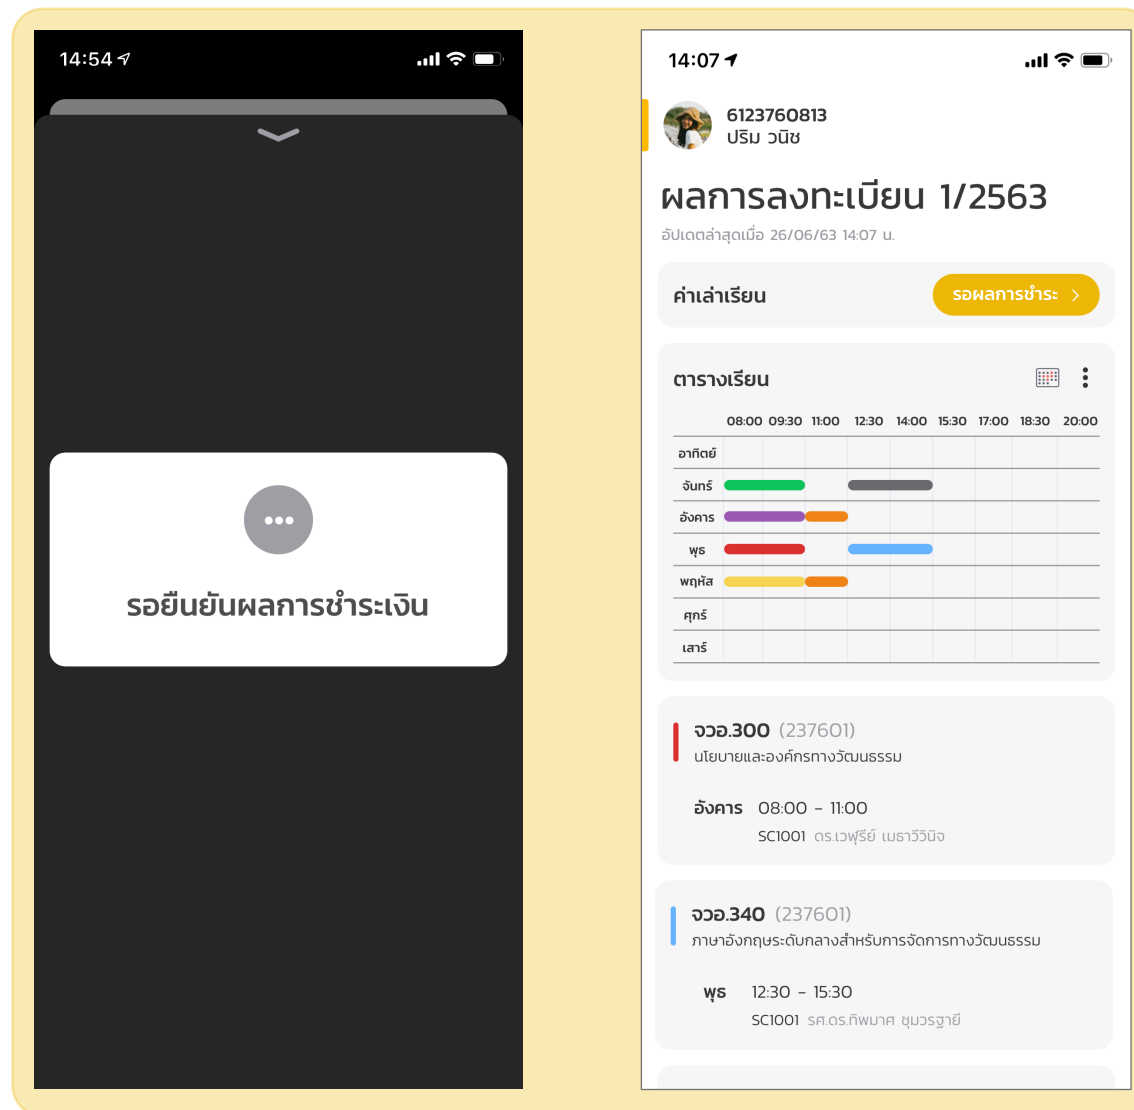 14:54
รอยืนยันผลการชำระเงิน
14:07
6123760813
ปริม วนิช
ผลการลงทะเบียน 1/2563
อัปเดตล่าสุดเมื่อ 26/06/63 14:07 น.
ค่าเล่าเรียน
รอผลการชำระ >
ตารางเรียน
08:00 09:30 11:00 12:30 14:00 15:30 17:00 18:30 20:00
อาทิตย์
จันทร์
อังคาร
พุธ
พฤหัส
ศุกร์
เสาร์
จวอ.300 (237601)
นโยบายและองค์กรทางวัฒนธรรม
อังคาร 08:00 - 11:00
SC1001 ดร.เวฬุรีย์ เมธาวีวินิจ
จวอ.340 (237601)
ภาษาอังกฤษระดับกลางสำหรับการจัดการทางวัฒนธรรม
พุธ 12:30 - 15:30
SC1001 รศ.ดร.ทิพมาศ ชุมวรฐายี